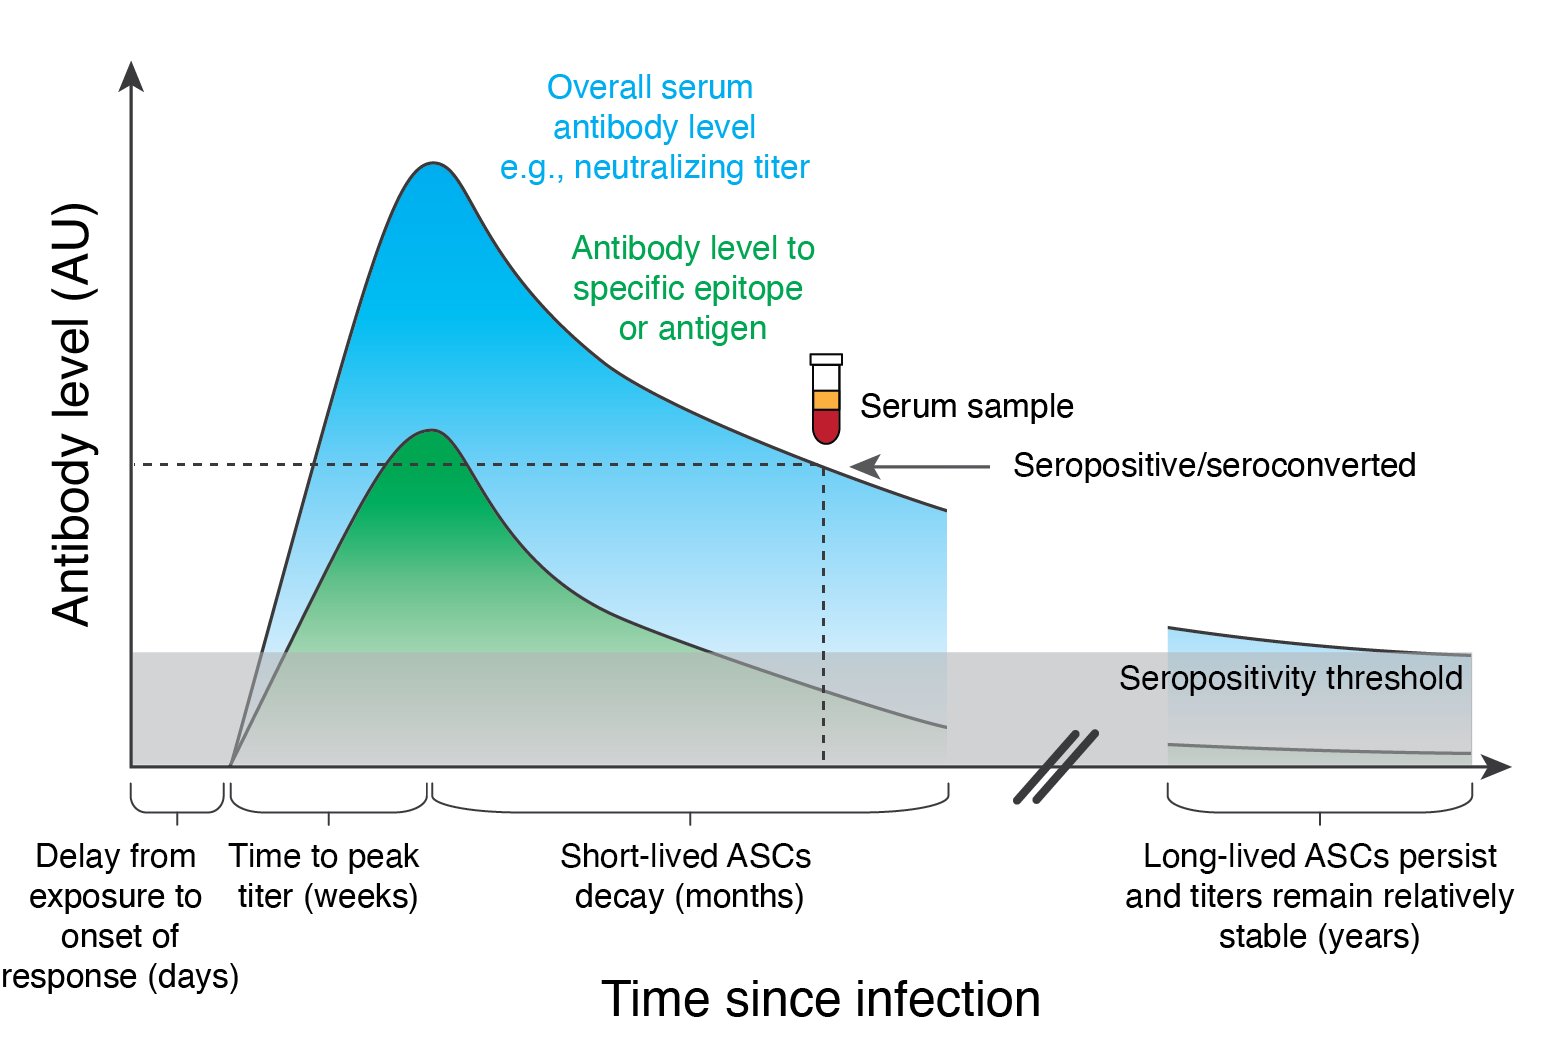 Overall serum
antibody level
e.g., neutralizing titer
Antibody level to
specific epitope
or antigen
Serum sample
Seropositive/seroconverted
Antibody level (AU)
Seropositivity threshold
Delay from
exposure to
onset of
response (days)
Time to peak
titer (weeks)
Short-lived ASCs
decay (months)
Long-lived ASCs persist
and titers remain relatively
stable (years)
Time since infection